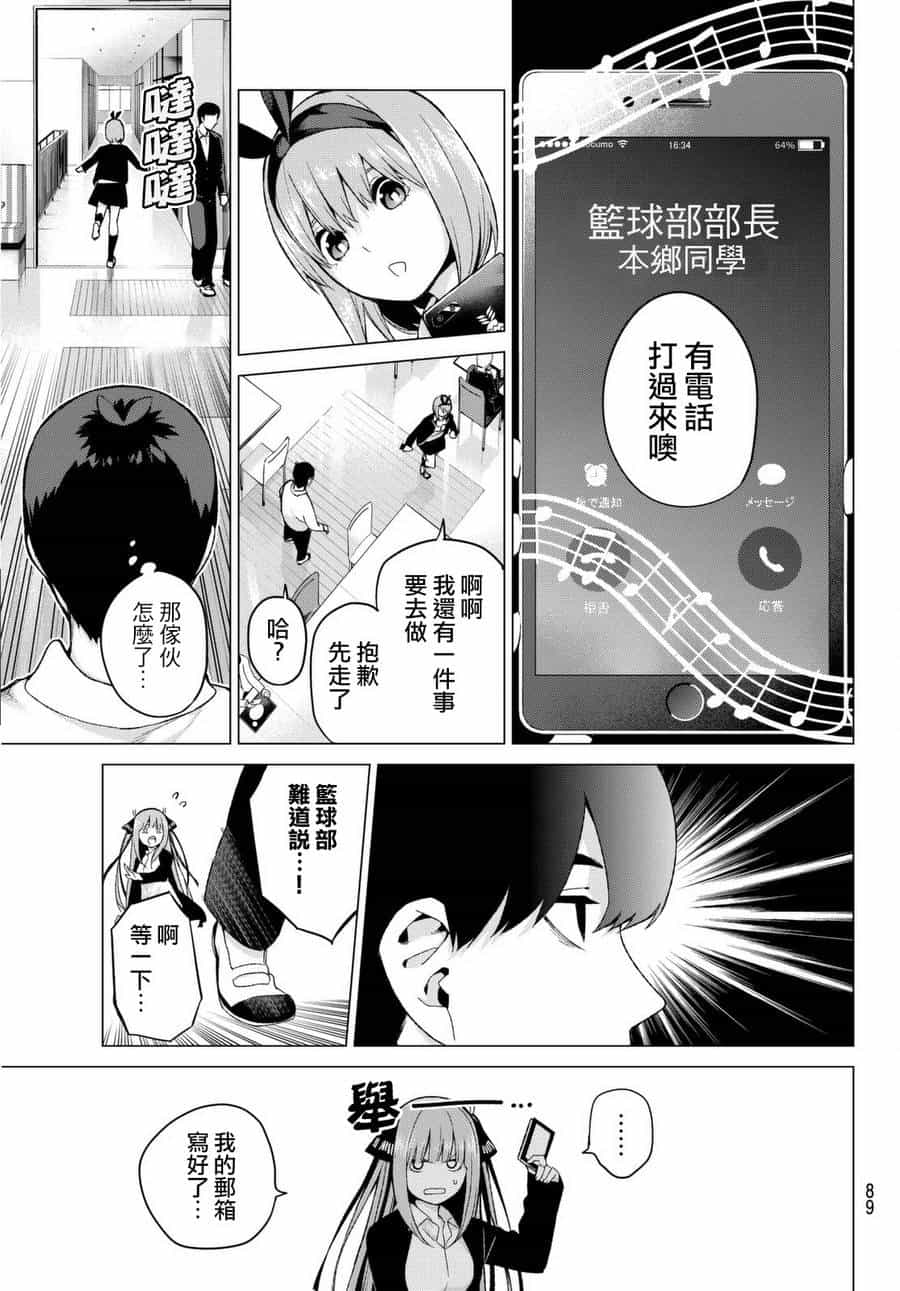 docomo
16:34
64%
籃球部部長
本鄉同學
有電話
打過來噢
後で通知
メッセージ
拒否
応答
啊啊
我還有一件事
要去做
抱歉
先走了
哈?
噠噠噠
那傢伙
怎麼了…
籃球部
難道説…!
啊
等一下…
……
舉
我的郵箱
寫好了…
89